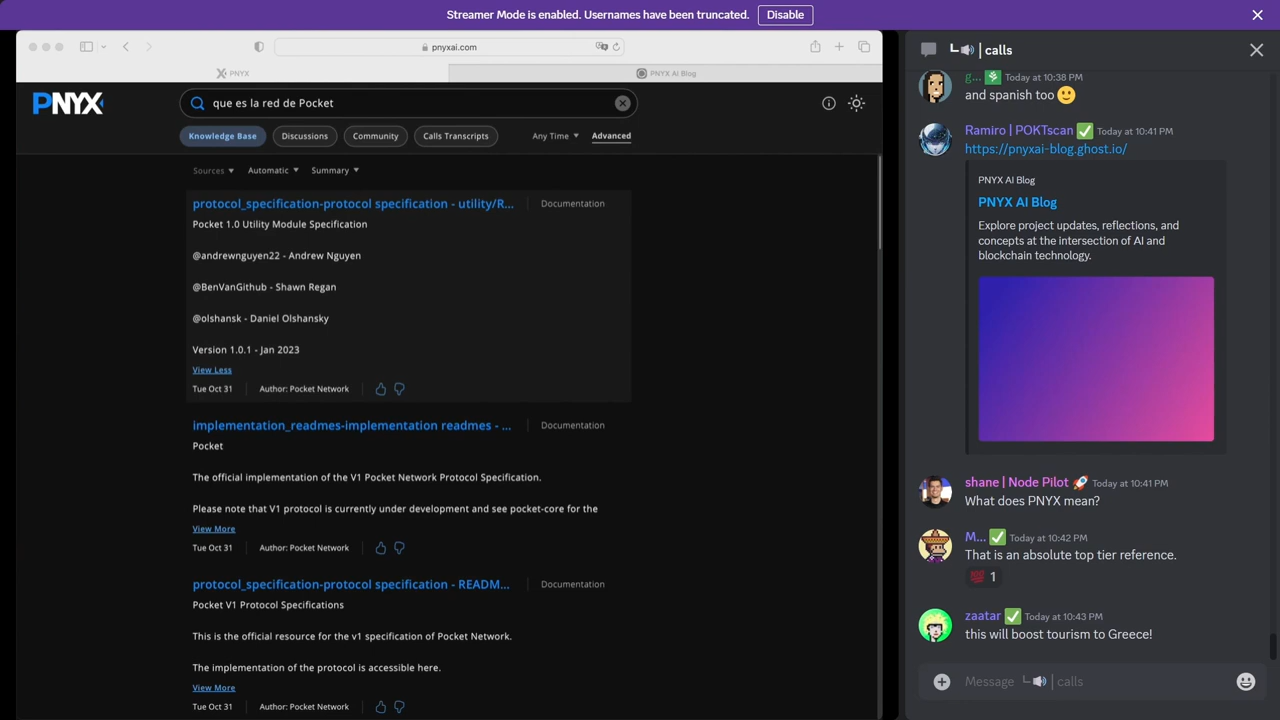 Streamer Mode is enabled. Usernames have been truncated. Disable
pnyxai.com
PNYX
PNYX AI Blog
PNYX
que es la red de Pocket
Knowledge Base
Discussions
Community
Calls Transcripts
Any Time
Advanced
Sources
Automatic
Summary
protocol_specification-protocol specification - utility/R...
Documentation
Pocket 1.0 Utility Module Specification
@andrewnguyen22 - Andrew Nguyen
@BenVanGithub - Shawn Regan
@olshansk - Daniel Olshansky
Version 1.0.1 - Jan 2023
View Less
Tue Oct 31
Author: Pocket Network
implementation_readmes-implementation readmes - ...
Documentation
Pocket
The official implementation of the V1 Pocket Network Protocol Specification.
Please note that V1 protocol is currently under development and see pocket-core for the
View More
Tue Oct 31
Author: Pocket Network
protocol_specification-protocol specification - READM...
Documentation
Pocket V1 Protocol Specifications
This is the official resource for the v1 specification of Pocket Network.
The implementation of the protocol is accessible here.
View More
Tue Oct 31
Author: Pocket Network
calls
g... Today at 10:38 PM
and spanish too 🙂
Ramiro | POKTscan ✅ Today at 10:41 PM
https://pnyxai-blog.ghost.io/
PNYX AI Blog
PNYX AI Blog
Explore project updates, reflections, and
concepts at the intersection of AI and
blockchain technology.
shane | Node Pilot 🚀 Today at 10:41 PM
What does PNYX mean?
M... ✅ Today at 10:42 PM
That is an absolute top tier reference.
💯 1
zaatar ✅ Today at 10:43 PM
this will boost tourism to Greece!
Message calls